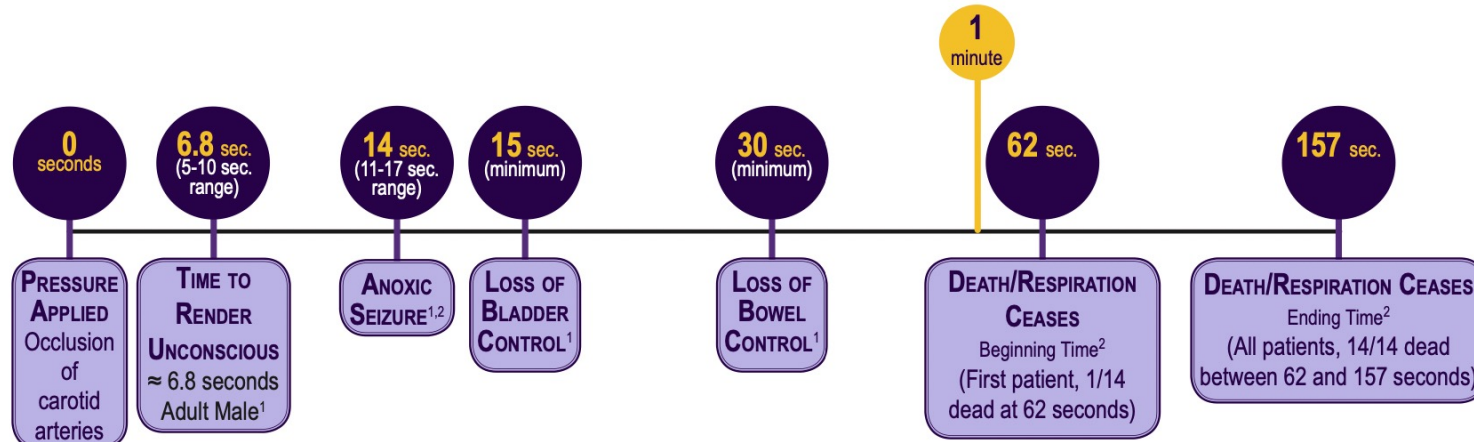 1
minute
0
seconds
6.8 sec.
(5-10 sec.
range)
14 sec.
(11-17 sec.
range)
15 sec.
(minimum)
30 sec.
(minimum)
62 sec.
157 sec.
PRESSURE
APPLIED
Occlusion
of
carotid
arteries
TIME TO
RENDER
UNCONSCIOUS
≈ 6.8 seconds
Adult Male¹
ANOXIC
SEIZURE¹,²
LOSS OF
BLADDER
CONTROL¹
LOSS OF
BOWEL
CONTROL¹
DEATH/RESPIRATION
CEASES
Beginning Time²
(First patient, 1/14
dead at 62 seconds)
DEATH/RESPIRATION CEASES
Ending Time²
(All patients, 14/14 dead
between 62 and 157 seconds)